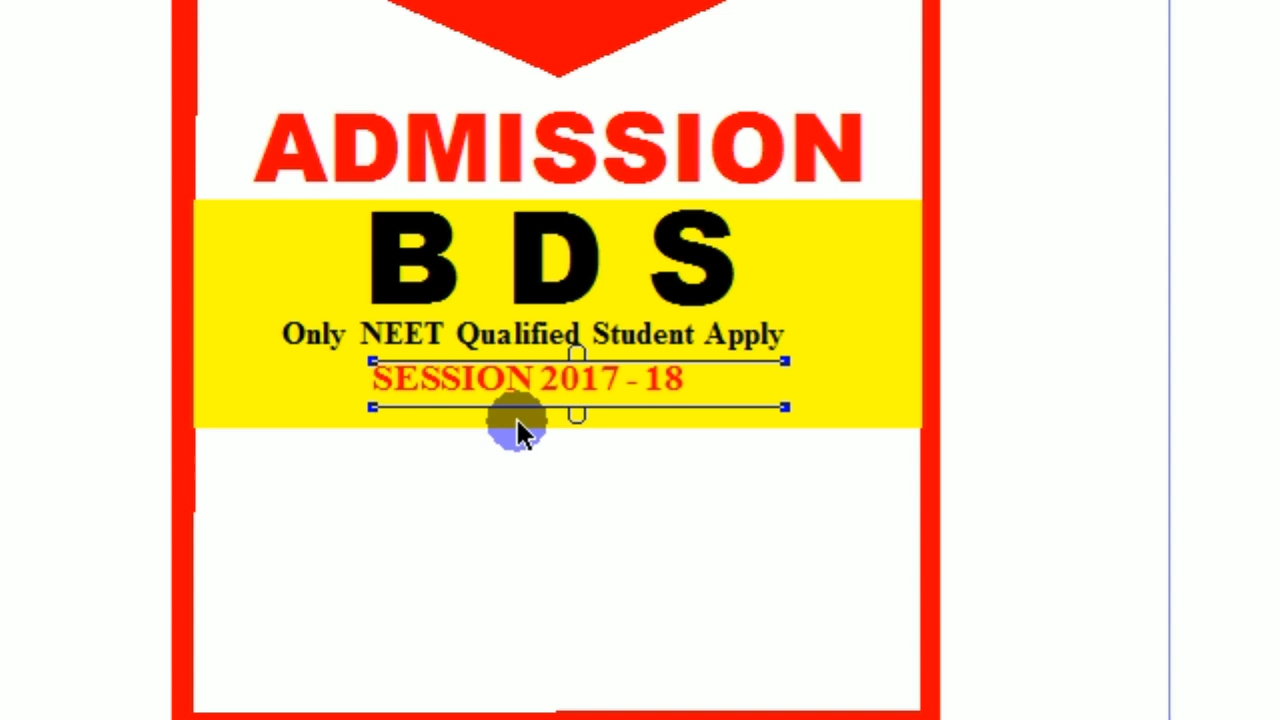 ADMISSION
B D S
Only NEET Qualified Student Apply
SESSION 2017 - 18